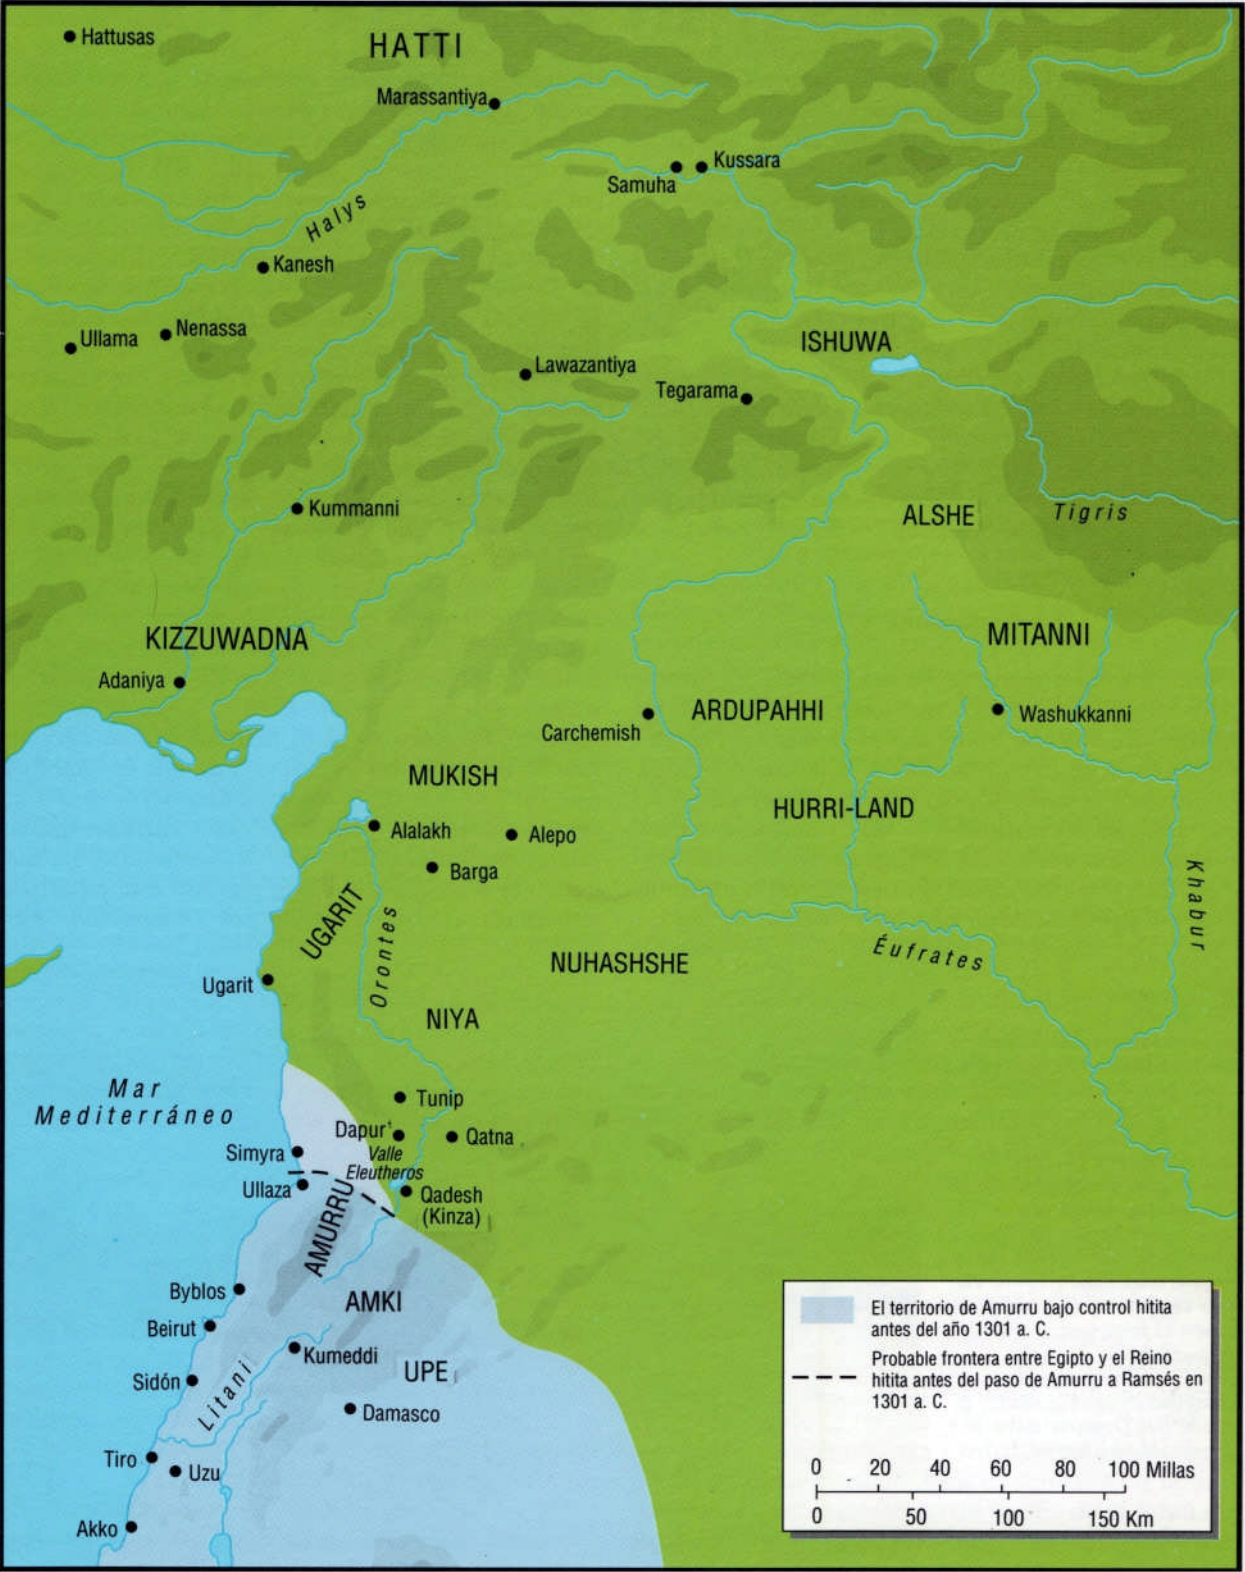 Hattusas
HATTI
Marassantiya
Kussara
Samuha
Halys
Kanesh
Ullama
Nenassa
ISHUWA
Lawazantiya
Tegarama
Kummanni
ALSHE
Tigris
KIZZUWADNA
MITANNI
Adaniya
ARDUPAHHI
Washukkanni
Carchemish
MUKISH
HURRI-LAND
Alalakh
Alepo
Barga
Khabur
UGARIT
Orontes
Éufrates
NUHASHSHE
Ugarit
NIYA
Mar
Mediterráneo
Tunip
Dapur
Qatna
Simyra
Valle
Eleutheros
Ullaza
AMURRU
Qadesh
(Kinza)
Byblos
AMKI
Beirut
Kumeddi
UPE
Sidón
Litani
Damasco
Tiro
Uzu
Akko
El territorio de Amurru bajo control hitita
antes del año 1301 a. C.
Probable frontera entre Egipto y el Reino
hitita antes del paso de Amurru a Ramsés en
1301 a. C.
0 20 40 60 80 100 Millas
0 50 100 150 Km